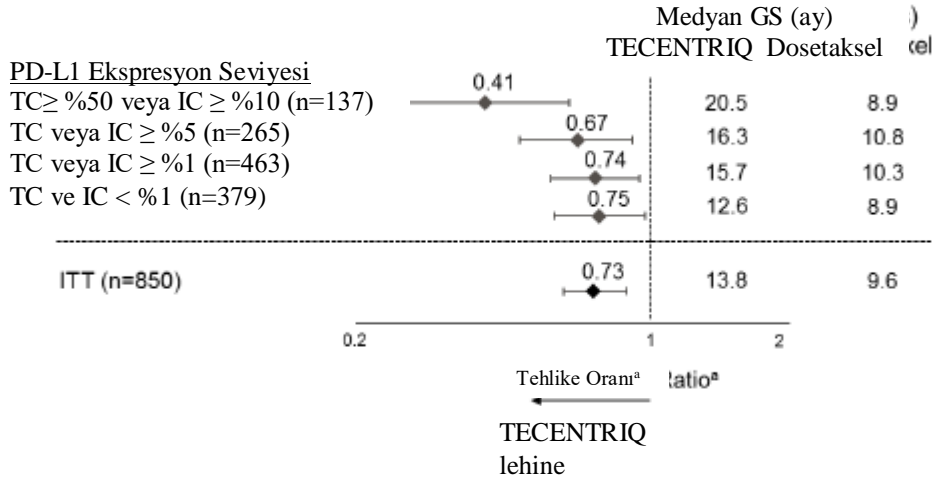 Medyan GS (ay) )
TECENTRIQ Dosetaksel kel
PD-L1 Ekspresyon Seviyesi
TC≥ %50 veya IC ≥ %10 (n=137) 0.41 20.5 8.9
TC veya IC ≥ %5 (n=265) 0.67 16.3 10.8
TC veya IC ≥ %1 (n=463) 0.74 15.7 10.3
TC ve IC < %1 (n=379) 0.75 12.6 8.9
ITT (n=850) 0.73 13.8 9.6
0.2 1 2
Tehlike Oranıª Ratioª
TECENTRIQ
lehine